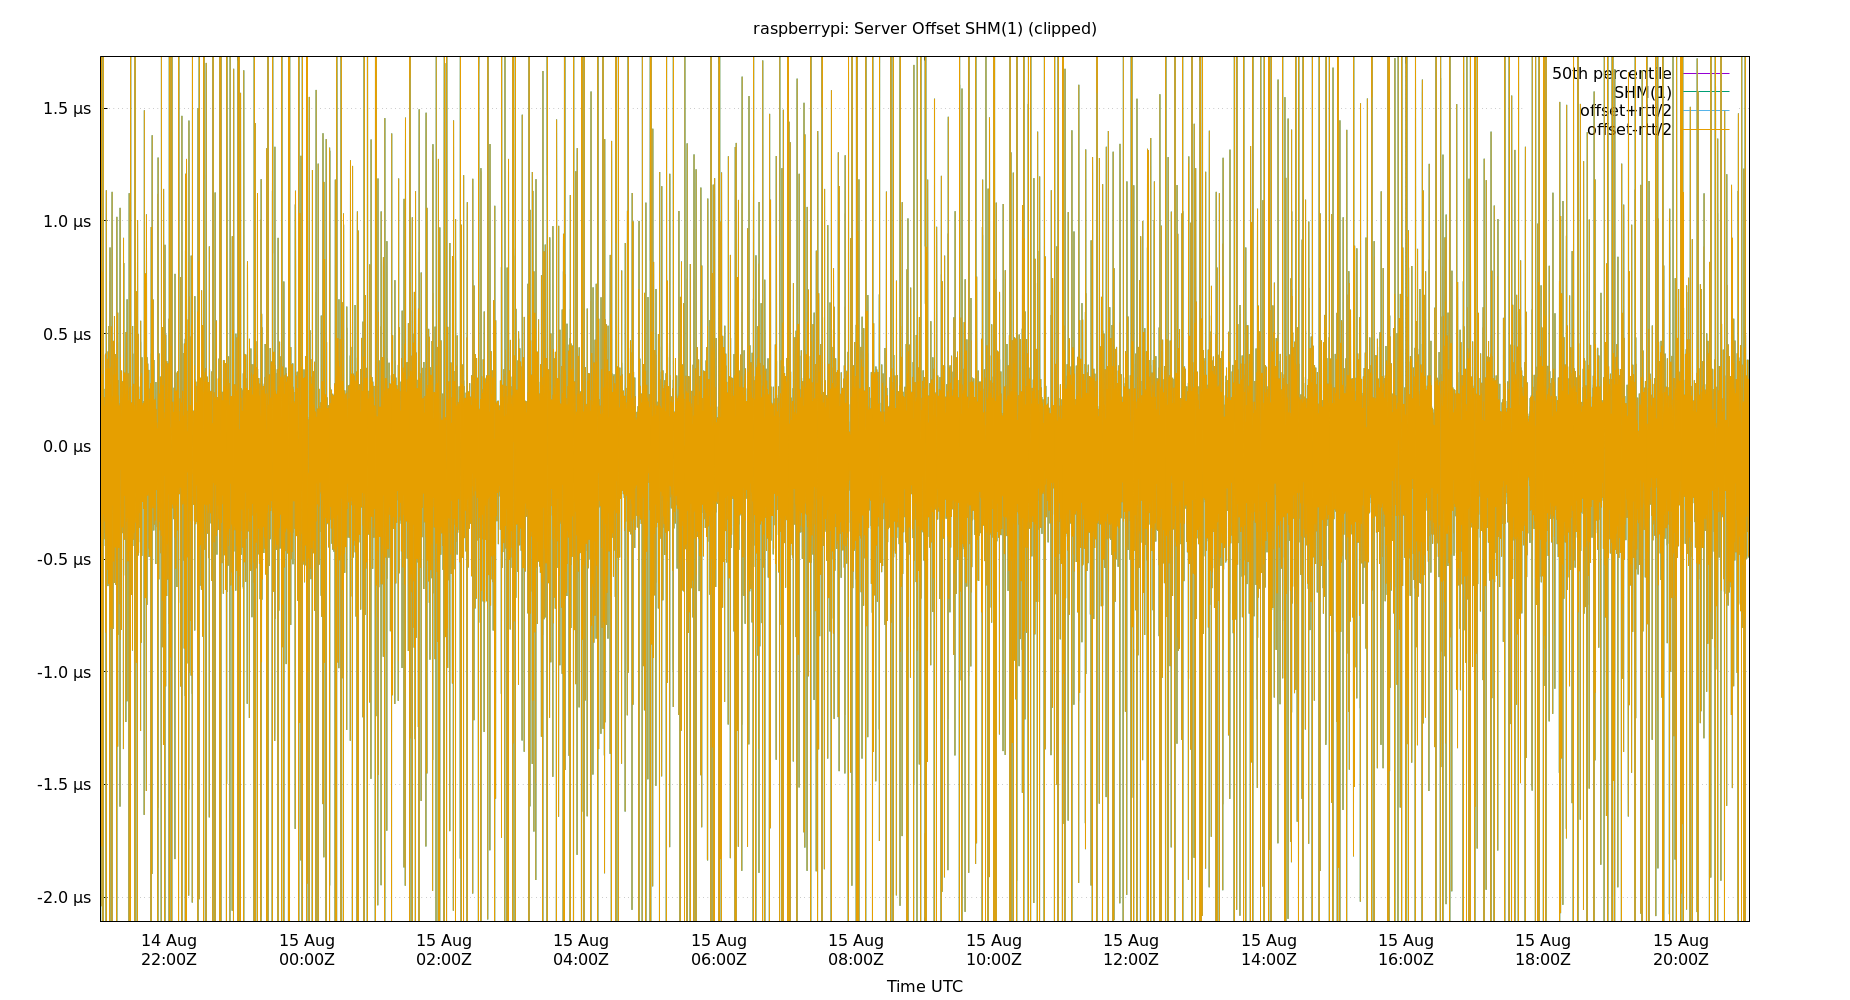 raspberrypi: Server Offset SHM(1) (clipped)
50th percentile
SHM(1)
offset+rtt/2
offset-rtt/2
1.5 µs
1.0 µs
0.5 µs
0.0 µs
-0.5 µs
-1.0 µs
-1.5 µs
-2.0 µs
14 Aug 15 Aug 15 Aug 15 Aug 15 Aug 15 Aug 15 Aug 15 Aug 15 Aug 15 Aug 15 Aug 15 Aug
22:00Z 00:00Z 02:00Z 04:00Z 06:00Z 08:00Z 10:00Z 12:00Z 14:00Z 16:00Z 18:00Z 20:00Z
Time UTC